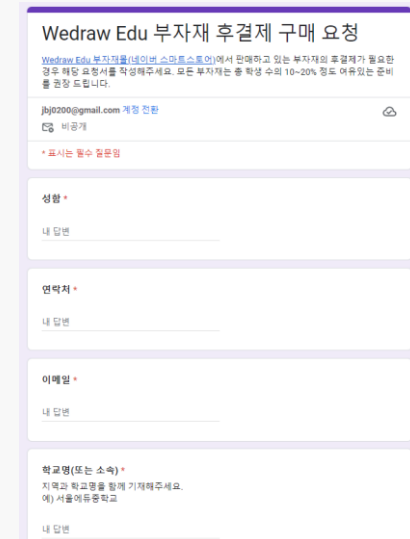 Wedraw Edu 부자재 후결제 구매 요청
Wedraw Edu 부자재몰(네이버 스마트스토어)에서 판매하고 있는 부자재의 후결제가 필요한
경우 해당 요청서를 작성해주세요. 모든 부자재는 총 학생 수의 10~20% 정도 여유있는 준비
를 권장 드립니다.
jbj0200@gmail.com 계정 전환
비공개
* 표시는 필수 질문임
성함 *
내 답변
연락처 *
내 답변
이메일 *
내 답변
학교명(또는 소속) *
지역과 학교명을 함께 기재해주세요.
예) 서울에듀중학교
내 답변